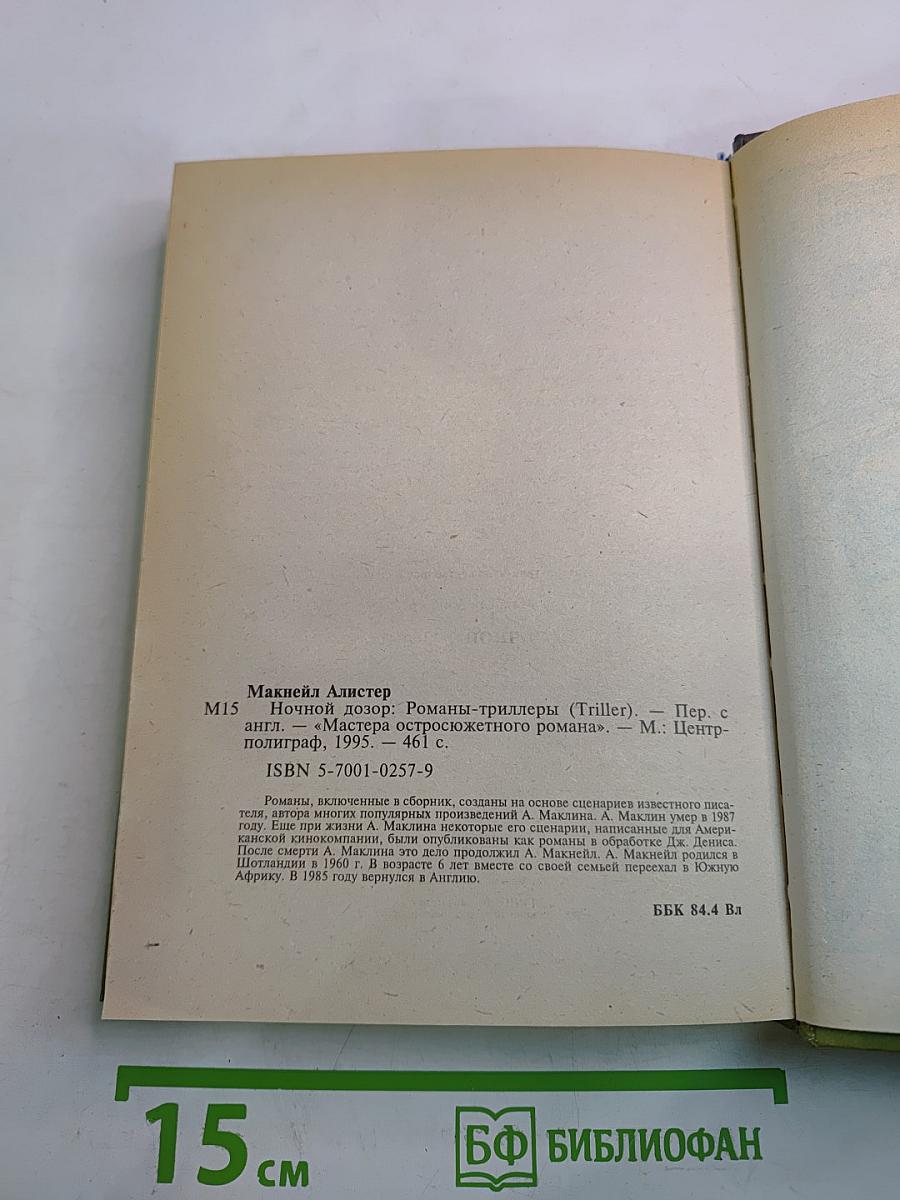 Макнейл Алистер
М15 Ночной дозор: Романы-триллеры (Triller). — Пер. с
англ. — «Мастера остросюжетного романа». — М.: Центр-
полиграф, 1995. — 461 с.
ISBN 5-7001-0257-9
Романы, включенные в сборник, созданы на основе сценариев известного писа-
теля, автора многих популярных произведений А. Маклина. А. Маклин умер в 1987
году. Еще при жизни А. Маклина некоторые его сценарии, написанные для Амери-
канской кинокомпании, были опубликованы как романы в обработке Дж. Дениса.
После смерти А. Маклина это дело продолжил А. Макнейл. А. Макнейл родился в
Шотландии в 1960 г. В возрасте 6 лет вместе со своей семьей переехал в Южную
Африку. В 1985 году вернулся в Англию.
ББК 84.4 Вл
15 см
БФ БИБЛИОФАН